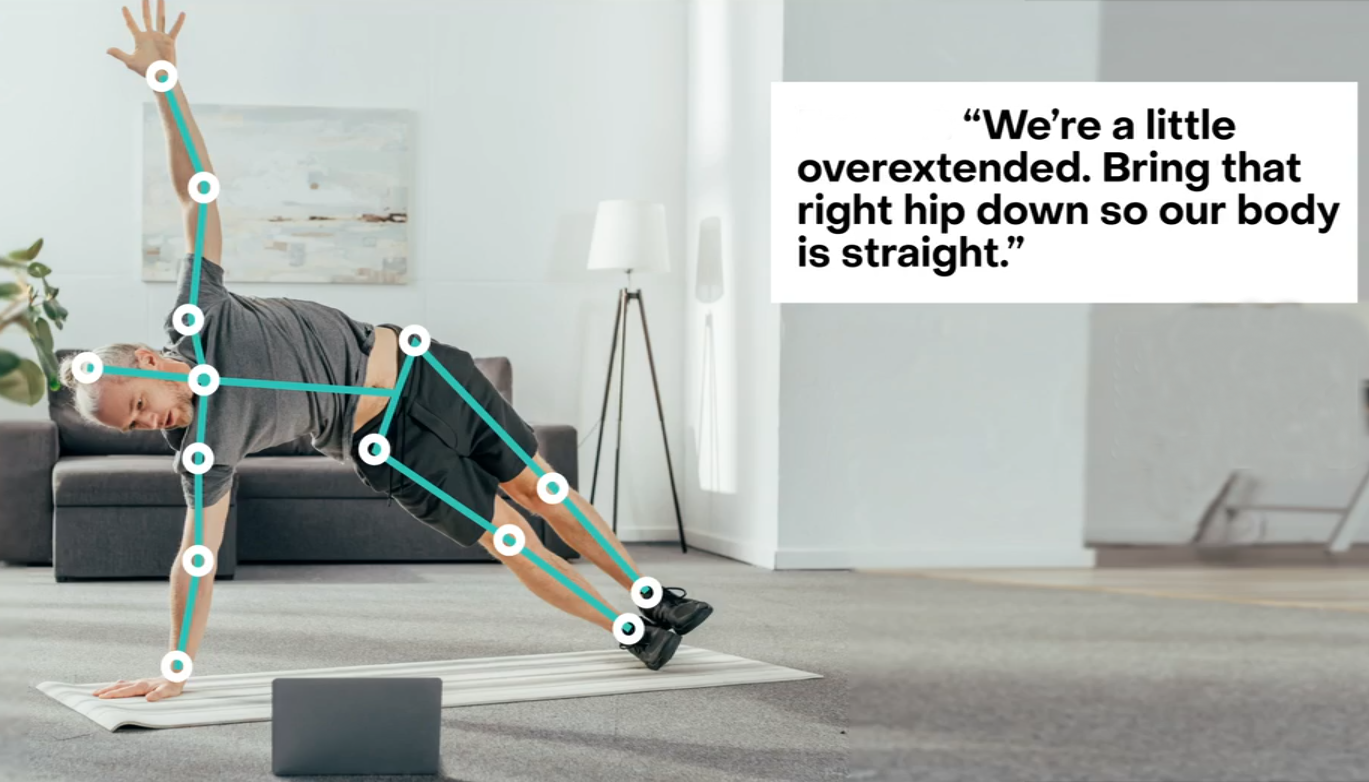 “We’re a little
overextended. Bring that
right hip down so our body
is straight.”